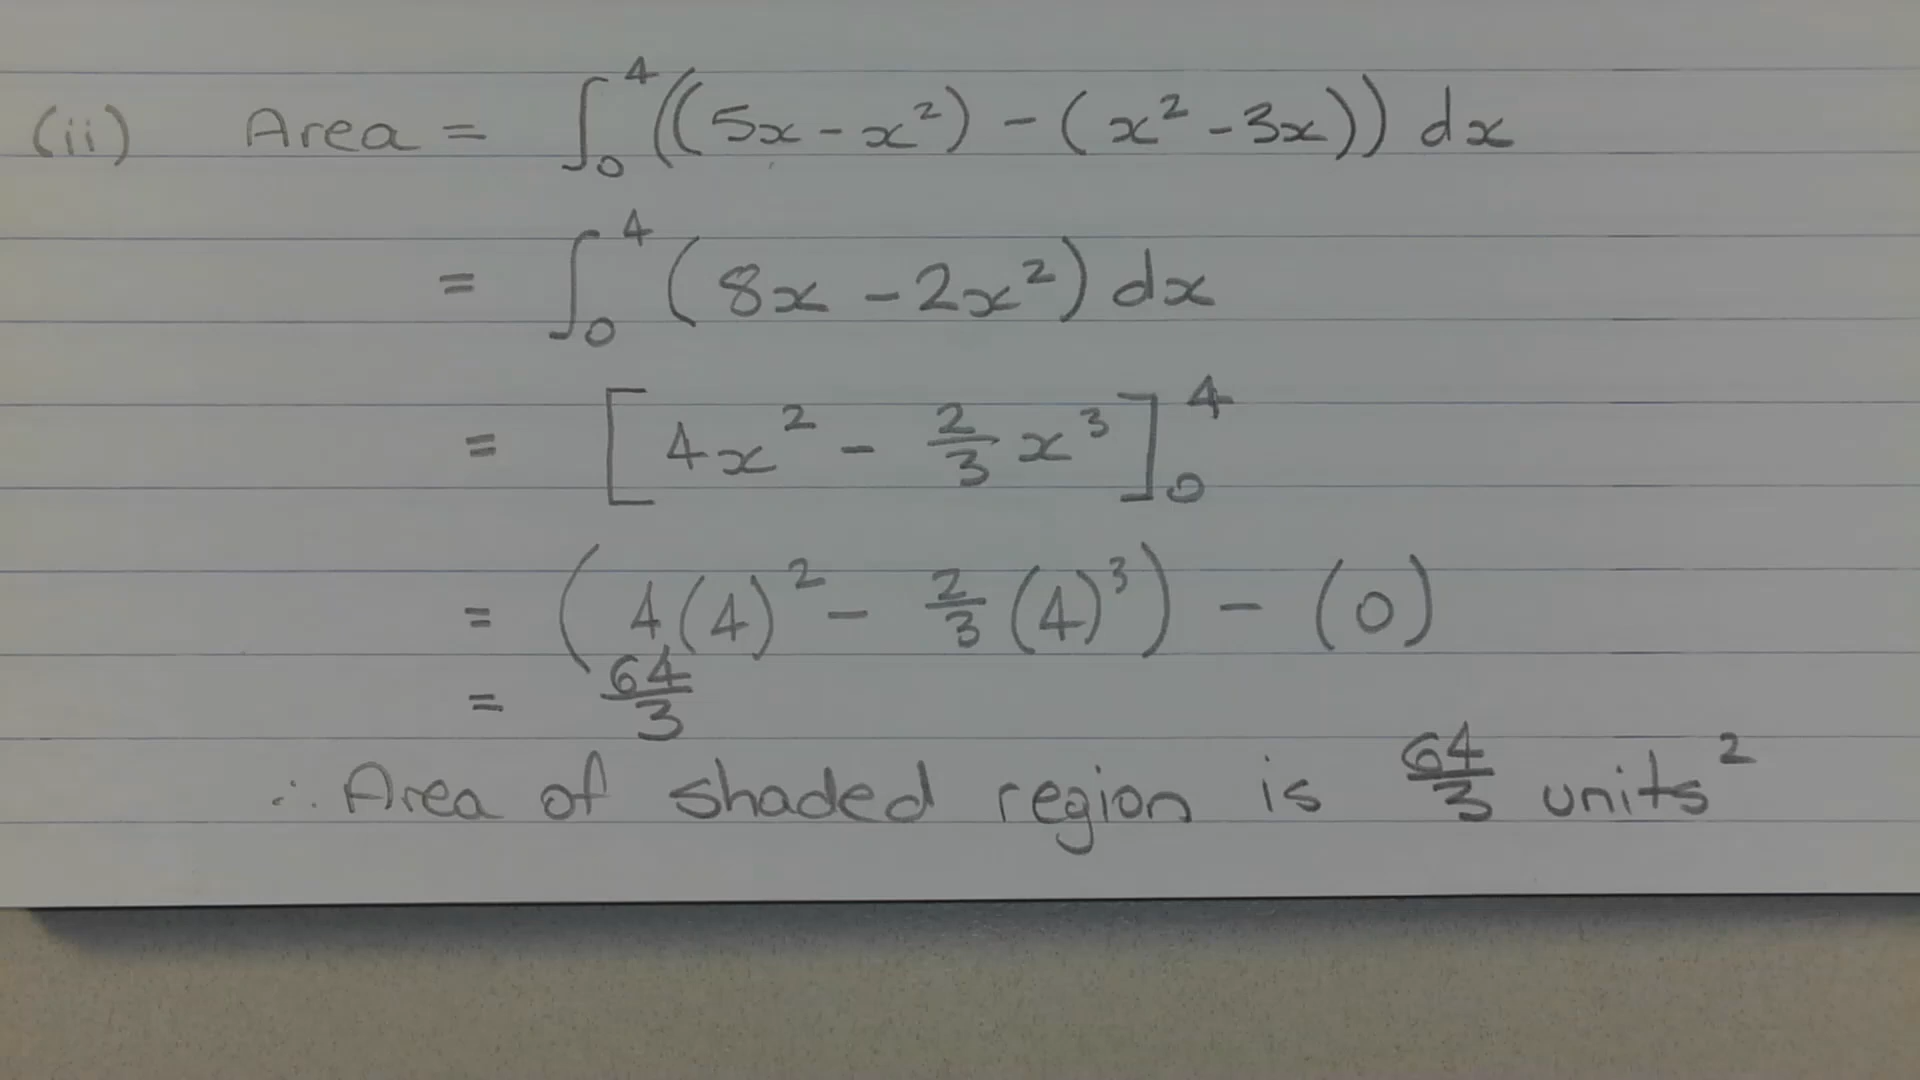 (ii) Area = ∫₀⁴ ((5x - x²) - (x² - 3x)) dx
= ∫₀⁴ (8x - 2x²) dx
= [4x² - 2/3 x³]₀⁴
= (4(4)² - 2/3 (4)³) - (0)
= 64/3
∴ Area of shaded region is 64/3 units²